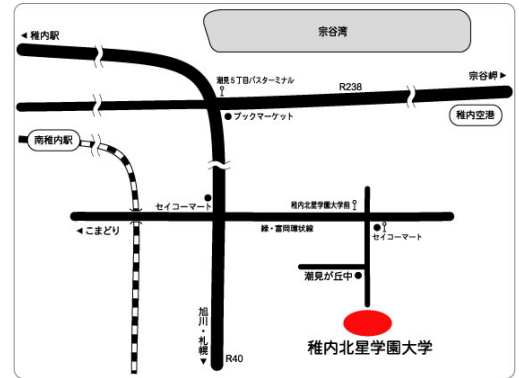 宗谷湾
◀稚内駅
潮見5丁目バスターミナル
R238
宗谷岬▶
稚内空港
ブックマーケット
南稚内駅
セイコーマート
稚内北星学園大学前
◀こまどり
緑・富岡環状線
セイコーマート
潮見が丘中
旭川・札幌▼
R40
稚内北星学園大学